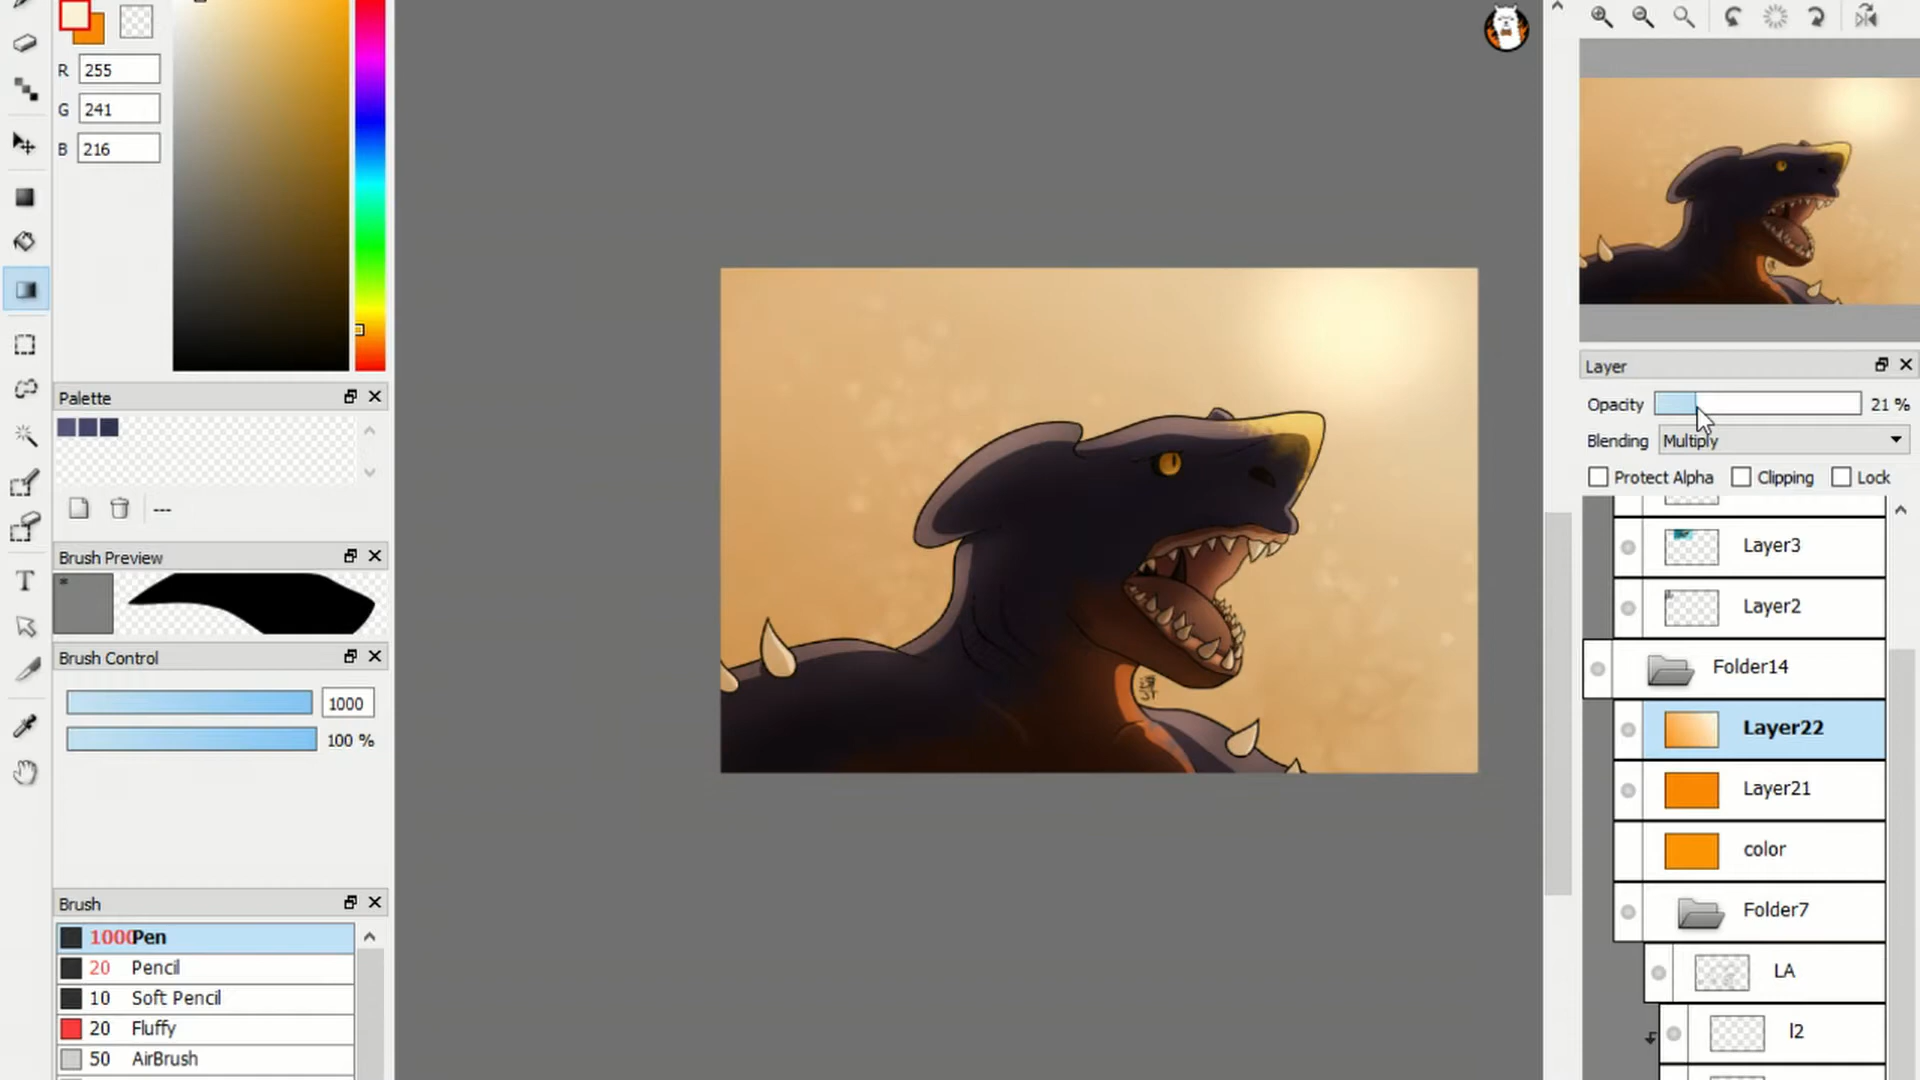 R 255
G 241
B 216
Palette
---
Brush Preview
*
Brush Control
1000
100 %
Brush
1000 Pen
20 Pencil
10 Soft Pencil
20 Fluffy
50 AirBrush
T
Layer
Opacity 21 %
Blending Multiply
Protect Alpha Clipping Lock
Layer3
Layer2
Folder14
Layer22
Layer21
color
Folder7
LA
l2